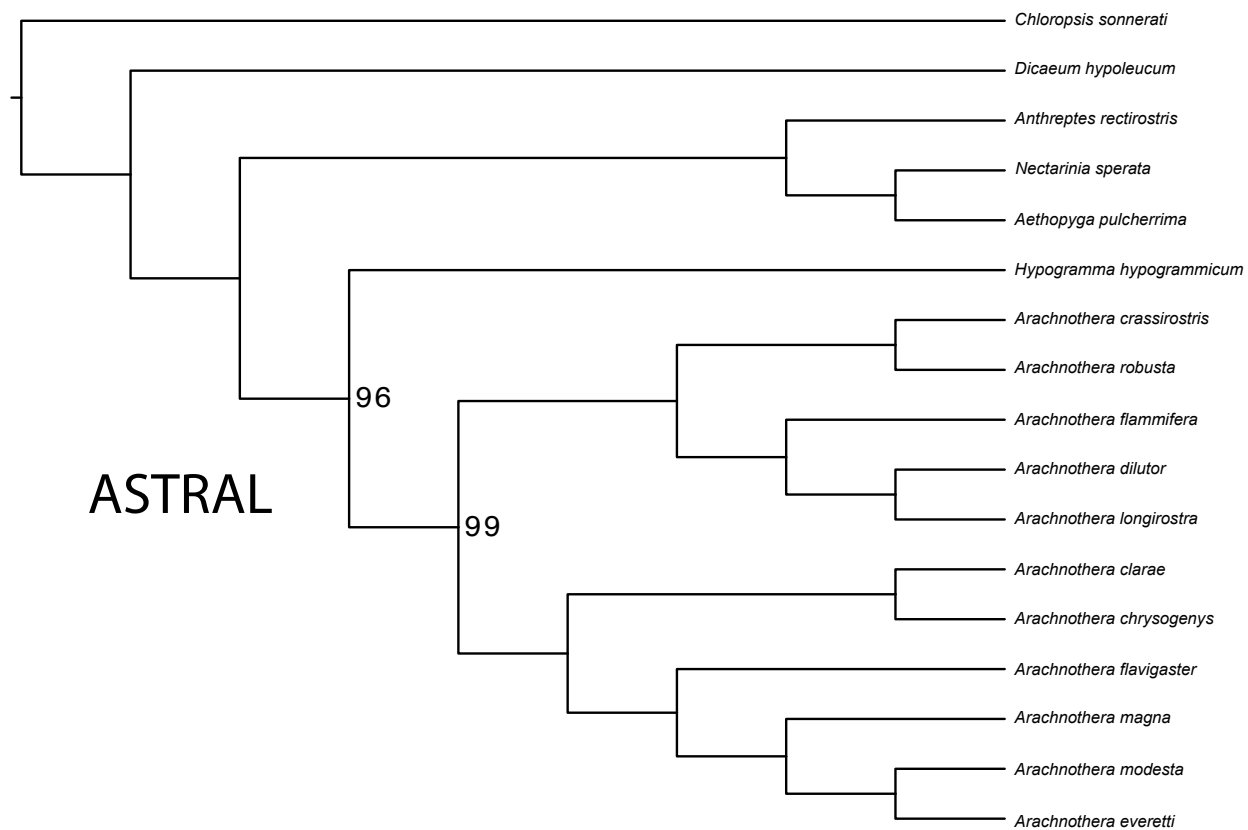 Chloropsis sonnerati
Dicaeum hypoleucum
Anthreptes rectirostris
Nectarinia sperata
Aethopyga pulcherrima
Hypogramma hypogrammicum
Arachnothera crassirostris
Arachnothera robusta
96
Arachnothera flammifera
Arachnothera dilutor
ASTRAL
Arachnothera longirostra
99
Arachnothera clarae
Arachnothera chrysogenys
Arachnothera flavigaster
Arachnothera magna
Arachnothera modesta
Arachnothera everetti